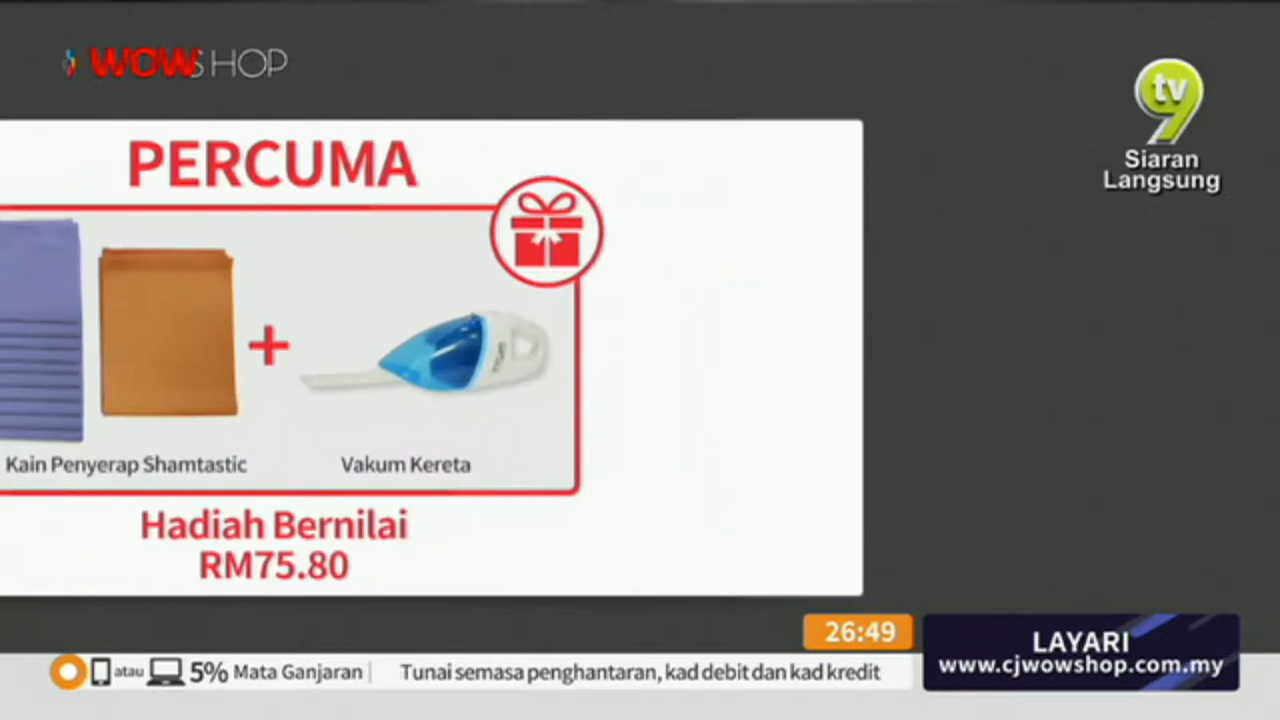 WOWSHOP
tv9
Siaran
Langsung
PERCUMA
+
Kain Penyerap Shamtastic
Vakum Kereta
Hadiah Bernilai
RM75.80
26:49
LAYARI
www.cjwowshop.com.my
atau 5% Mata Ganjaran |
Tunai semasa penghantaran, kad debit dan kad kredit